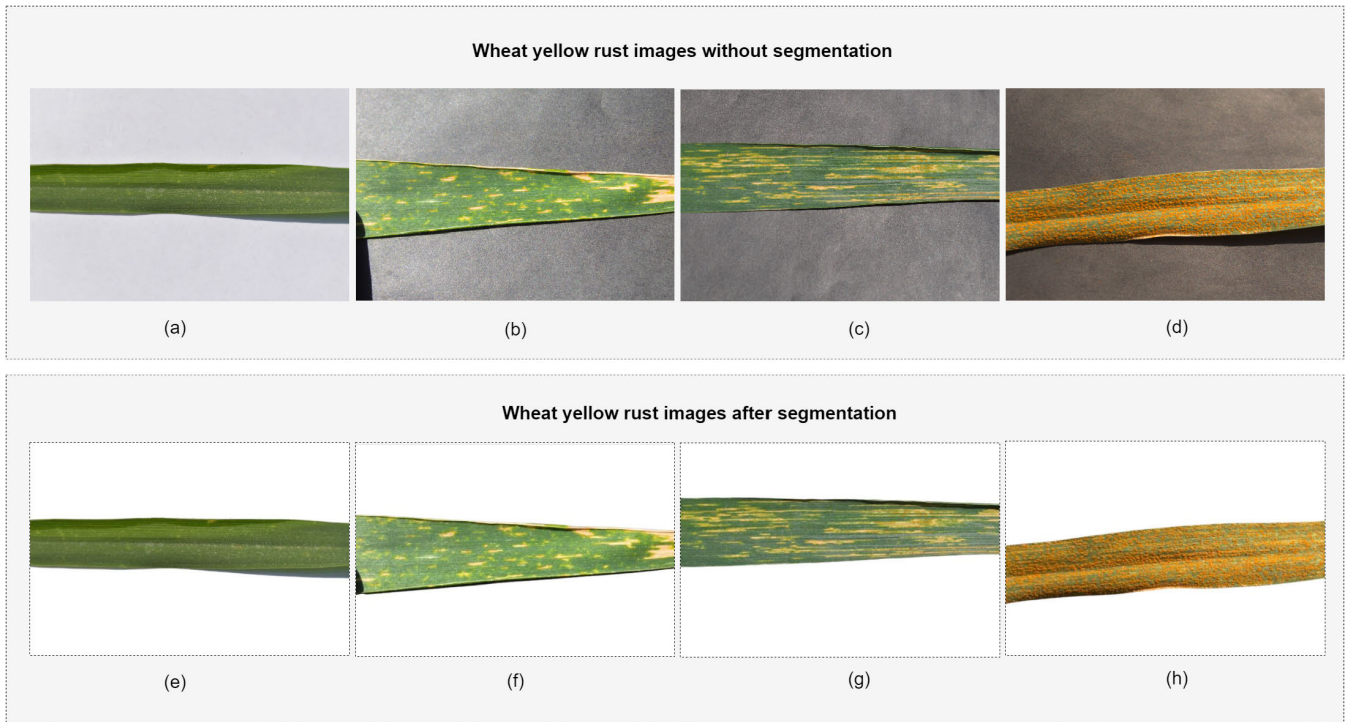 Wheat yellow rust images without segmentation
(a)
(b)
(c)
(d)
Wheat yellow rust images after segmentation
(e)
(f)
(g)
(h)